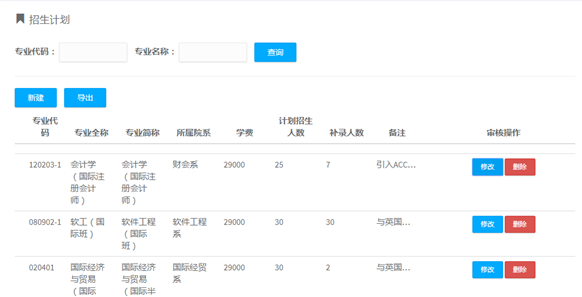 招生计划
专业代码： 专业名称： 查询
新建 导出
专业代码 专业全称 专业简称 所属院系 学费 计划招生人数 补录人数 备注 审核操作
120203-1 会计学（国际注册会计师） 会计学（国际注册会计师） 财会系 29000 25 7 引入ACC... 修改 删除
080902-1 软工（国际班） 软件工程（国际班） 软件工程系 29000 30 30 与英国... 修改 删除
020401 国际经济与贸易（国际 国际经济与贸易（国际半 国际经贸系 29000 30 2 与英国... 修改 删除